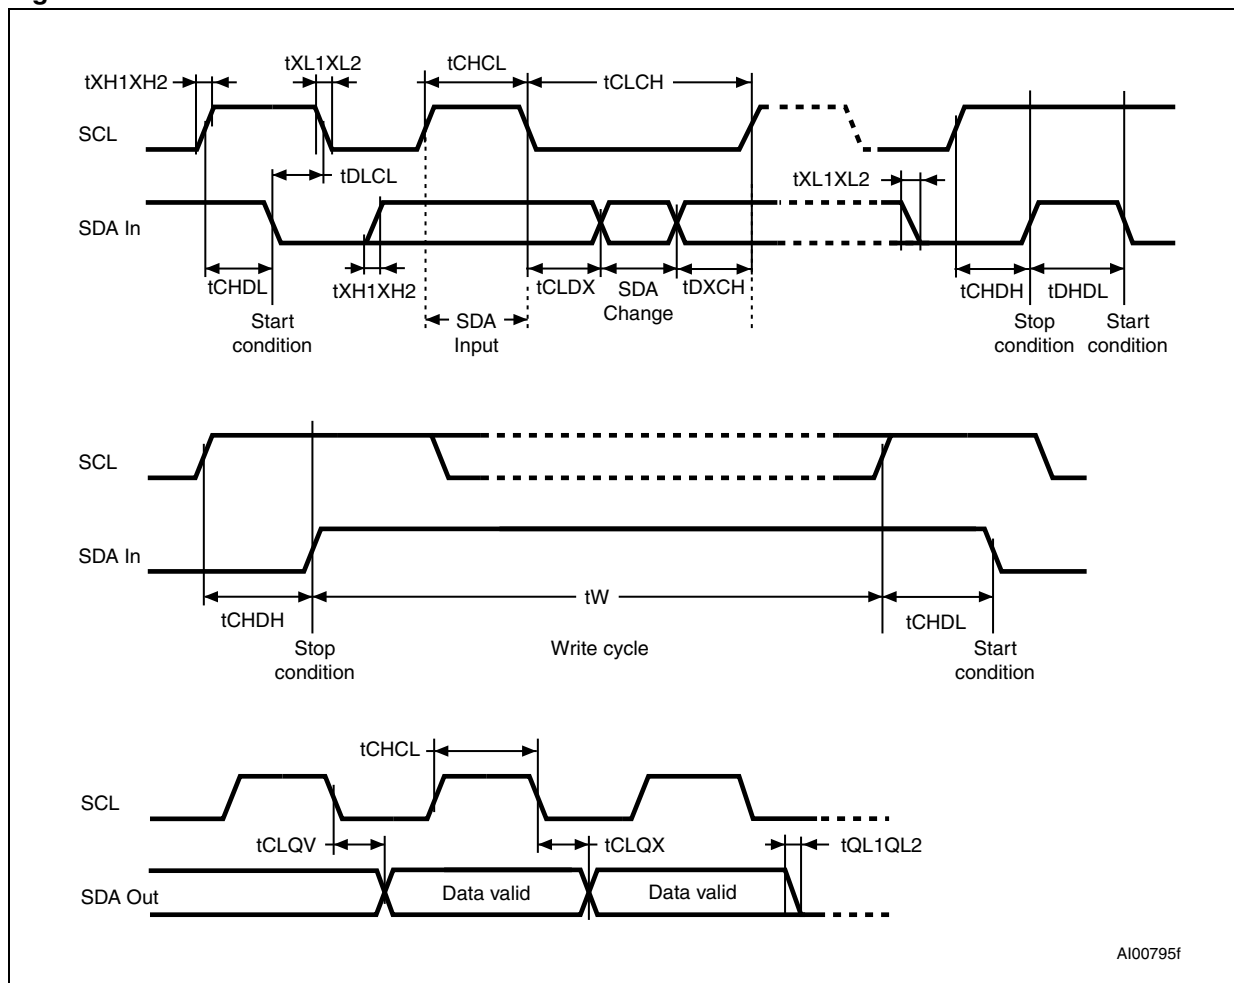 tXH1XH2
tXL1XL2
tCHCL
tCLCH
SCL
tDLCL
tXL1XL2
SDA In
tCHDL
tXH1XH2
tCLDX
SDA
Change
tDXCH
tCHDH
tDHDL
Start
condition
SDA
Input
Stop
condition
Start
condition
SCL
SDA In
tCHDH
tW
tCHDL
Stop
condition
Write cycle
Start
condition
tCHCL
SCL
tCLQV
tCLQX
tQL1QL2
SDA Out
Data valid
Data valid
AI00795f